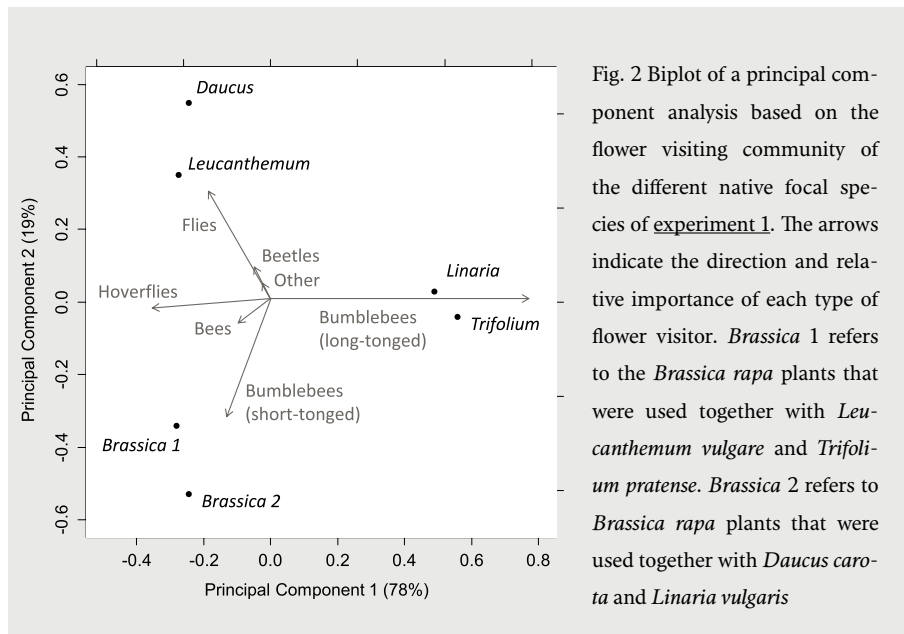 0.6
0.4
0.2
0.0
-0.2
-0.4
-0.6
Principal Component 2 (19%)
Daucus
Leucanthemum
Flies
Beetles
Other
Hoverflies
Bees
Linaria
Trifolium
Bumblebees
(long-tonged)
Bumblebees
(short-tonged)
Brassica 1
Brassica 2
-0.4 -0.2 0.0 0.2 0.4 0.6 0.8
Principal Component 1 (78%)
Fig. 2 Biplot of a principal com-
ponent analysis based on the
flower visiting community of
the different native focal spe-
cies of experiment 1. The arrows
indicate the direction and rela-
tive importance of each type of
flower visitor. Brassica 1 refers
to the Brassica rapa plants that
were used together with Leu-
canthemum vulgare and Trifoli-
um pratense. Brassica 2 refers to
Brassica rapa plants that were
used together with Daucus caro-
ta and Linaria vulgaris